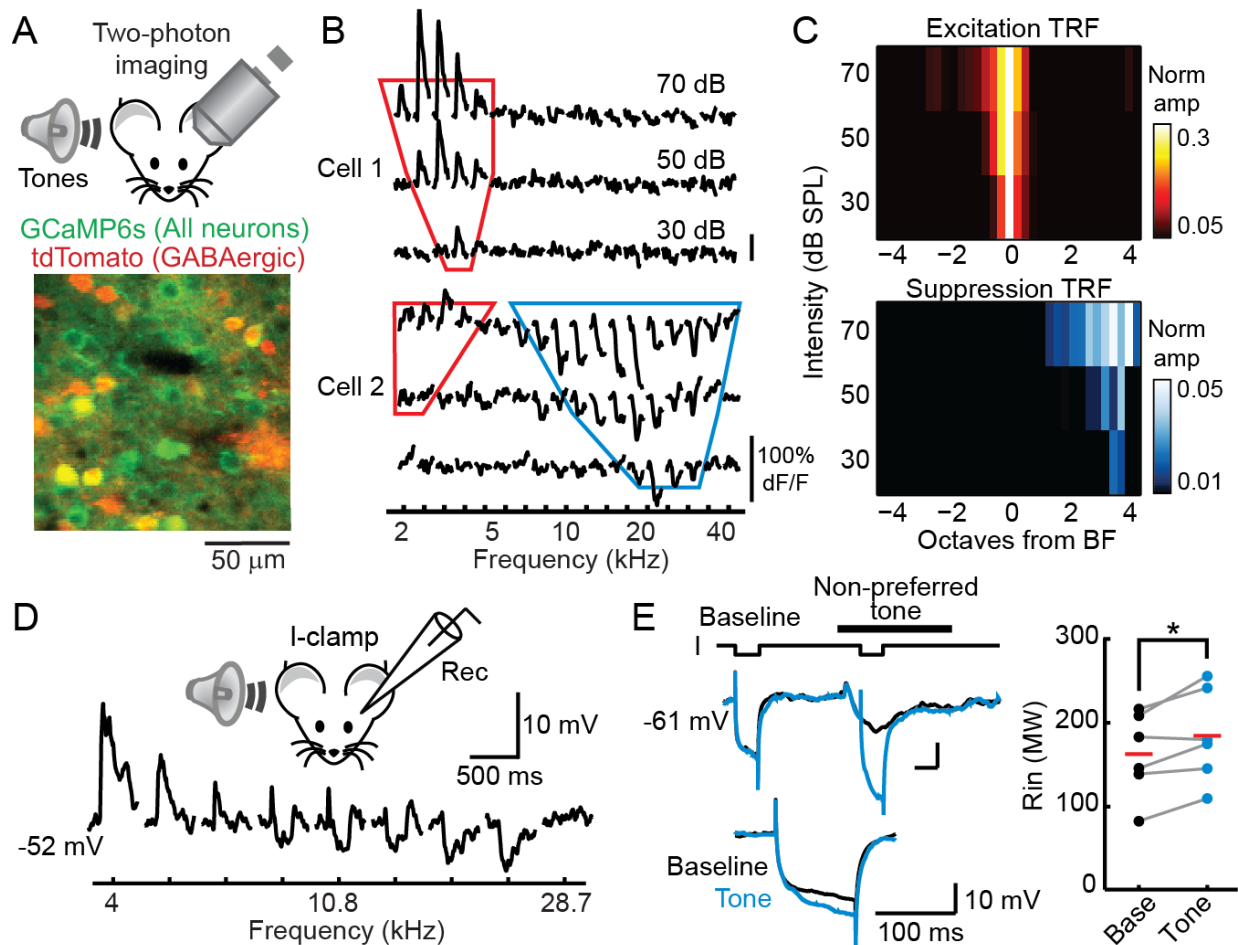 A
Two-photon
imaging
Tones
GCaMP6s (All neurons)
tdTomato (GABAergic)
50 μm
B
70 dB
Cell 1
50 dB
30 dB
Cell 2
100%
dF/F
2 5 10 20 40
Frequency (kHz)
C
Excitation TRF
70
50
30
Norm
amp
0.3
0.05
−4 −2 0 2 4
Intensity (dB SPL)
Suppression TRF
70
50
30
Norm
amp
0.05
0.01
−4 −2 0 2 4
Octaves from BF
D
I-clamp
Rec
10 mV
500 ms
-52 mV
4 10.8 28.7
Frequency (kHz)
E
Non-preferred
tone
Baseline
I
-61 mV
Baseline
Tone
10 mV
100 ms
*
300
200
100
0
Rin (MW)
Base
Tone